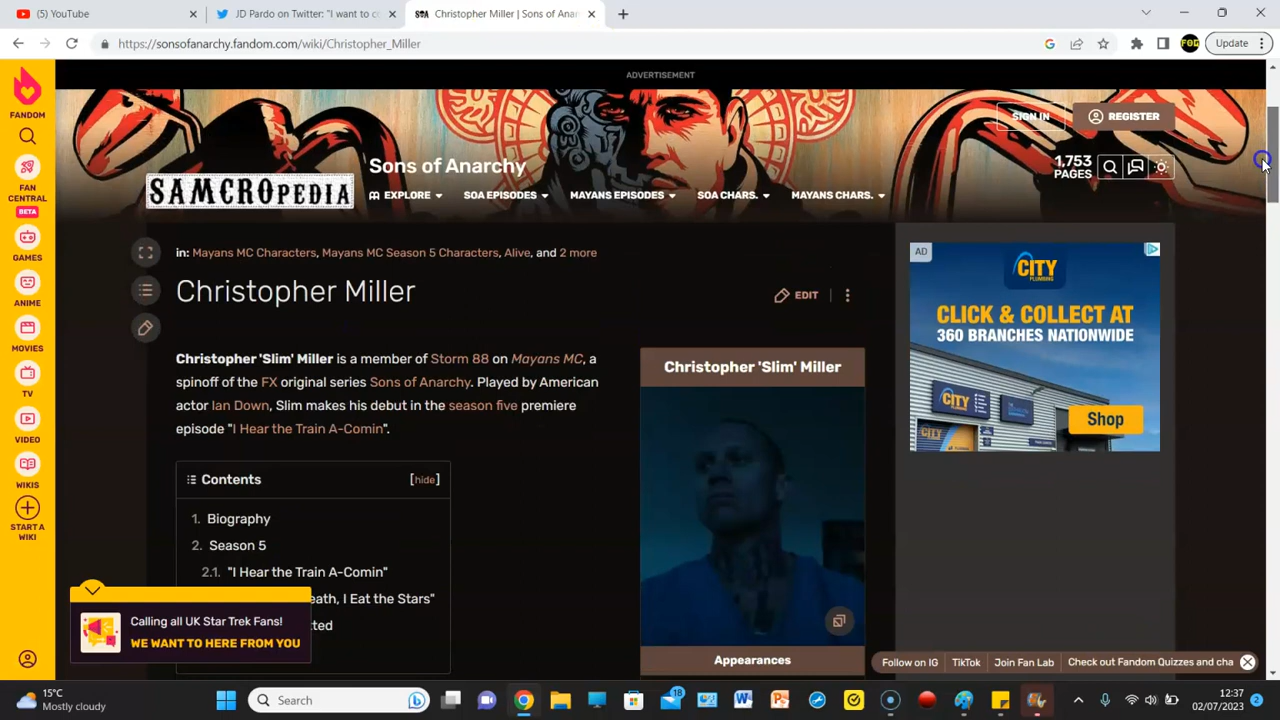 (5) YouTube
JD Pardo on Twitter: "I want to c
SOA Christopher Miller | Sons of Anar
https://sonsofanarchy.fandom.com/wiki/Christopher_Miller
FOG
Update
ADVERTISEMENT
FANDOM
FAN CENTRAL
BETA
GAMES
ANIME
MOVIES
TV
VIDEO
WIKIS
START A WIKI
SIGN IN
REGISTER
SAMCROPEDIA
Sons of Anarchy
1,753 PAGES
EXPLORE SOA EPISODES MAYANS EPISODES SOA CHARS. MAYANS CHARS.
in: Mayans MC Characters, Mayans MC Season 5 Characters, Alive, and 2 more
Christopher Miller
EDIT
Christopher 'Slim' Miller is a member of Storm 88 on Mayans MC, a
spinoff of the FX original series Sons of Anarchy. Played by American
actor Ian Down, Slim makes his debut in the season five premiere
episode "I Hear the Train A-Comin".
Contents [hide]
1. Biography
2. Season 5
2.1. "I Hear the Train A-Comin"
eath, I Eat the Stars"
ted
Christopher 'Slim' Miller
Appearances
AD
CITY
PLUMBING
CLICK & COLLECT AT
360 BRANCHES NATIONWIDE
CITY
Shop
Calling all UK Star Trek Fans!
WE WANT TO HERE FROM YOU
Follow on IG TikTok Join Fan Lab Check out Fandom Quizzes and cha
15°C
Mostly cloudy
Search
18
12:37
02/07/2023
2